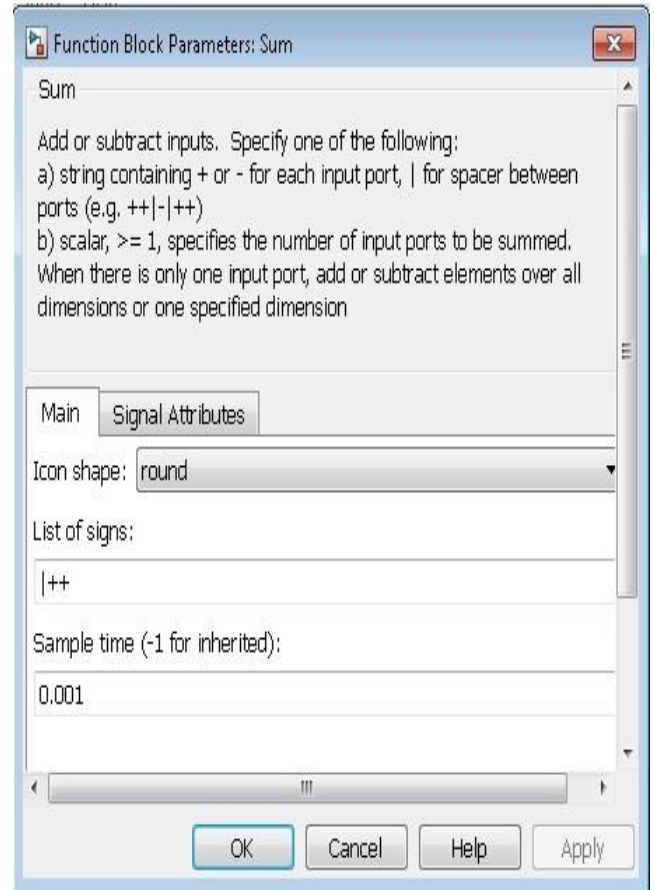 Function Block Parameters: Sum
Sum
Add or subtract inputs.  Specify one of the following:
a) string containing + or - for each input port, | for spacer between
ports (e.g. ++|-|++)
b) scalar, >= 1, specifies the number of input ports to be summed.
When there is only one input port, add or subtract elements over all
dimensions or one specified dimension
Main Signal Attributes
Icon shape: round
List of signs:
|++
Sample time (-1 for inherited):
0.001
OK Cancel Help Apply